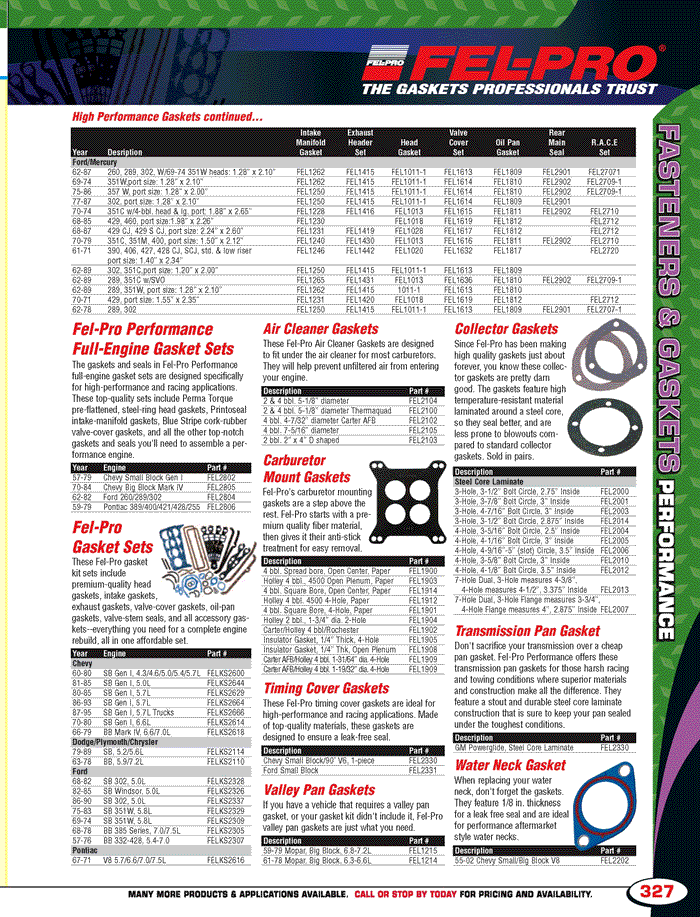 FEL-PRO
FEL-PRO®
THE GASKETS PROFESSIONALS TRUST
High Performance Gaskets continued...
Intake Exhaust Valve Rear
Manifold Header Head Cover Oil Pan Main R.A.C.E
Year Desription Gasket Set Gasket Set Gasket Seal Set
Ford/Mercury
62-87 260, 289, 302, W/69-74 351W heads: 1.28" x 2.10" FEL1262 FEL1415 FEL1011-1 FEL1613 FEL1809 FEL2901 FEL27071
69-74 351W,port size: 1.28" x 2.10" FEL1262 FEL1415 FEL1011-1 FEL1614 FEL1810 FEL2902 FEL2709-1
75-86 357 W, port size: 1.28" x 2.00" FEL1250 FEL1415 FEL1011-1 FEL1614 FEL1810 FEL2902 FEL2709-1
77-87 302, port size: 1.28" x 2.10" FEL1250 FEL1415 FEL1011-1 FEL1614 FEL1809 FEL2901
70-74 351C w/4-bbl. head & lg. port: 1.88" x 2.65" FEL1228 FEL1416 FEL1013 FEL1615 FEL1811 FEL2902 FEL2710
68-85 429, 460, port size:1.98" x 2.26" FEL1230 FEL1018 FEL1619 FEL1812 FEL2712
68-87 429 CJ, 429 S CJ, port size: 2.24" x 2.60" FEL1231 FEL1419 FEL1028 FEL1617 FEL1812 FEL2712
70-79 351C, 351M, 400, port size: 1.50" x 2.12" FEL1240 FEL1430 FEL1013 FEL1616 FEL1811 FEL2902 FEL2710
61-71 390, 406, 427, 428 CJ, SCJ, std. & low riser FEL1246 FEL1442 FEL1020 FEL1632 FEL1817 FEL2720
port size: 1.40" x 2.34"
62-89 302, 351C,port size: 1.20" x 2.00" FEL1250 FEL1415 FEL1011-1 FEL1613 FEL1809
62-89 289, 351C w/SVO FEL1265 FEL1431 FEL1013 FEL1636 FEL1810 FEL2902 FEL2709-1
62-89 289, 351W, port size: 1.28" x 2.10" FEL1262 FEL1415 1011-1 FEL1613 FEL1810
70-71 429, port size: 1.55" x 2.35" FEL1231 FEL1420 FEL1018 FEL1619 FEL1812 FEL2712
62-78 289, 302 FEL1250 FEL1415 FEL1011-1 FEL1613 FEL1809 FEL2901 FEL2707-1
Fel-Pro Performance
Full-Engine Gasket Sets
The gaskets and seals in Fel-Pro Performance
full-engine gasket sets are designed specifically
for high-performance and racing applications.
These top-quality sets include Perma Torque
pre-flattened, steel-ring head gaskets, Printoseal
intake-manifold gaskets, Blue Stripe cork-rubber
valve-cover gaskets, and all the other top-notch
gaskets and seals you'll need to assemble a per-
formance engine.
Year Engine Part #
57-79 Chevy Small Block Gen I FEL2802
70-84 Chevy Big Block Mark IV FEL2805
62-82 Ford 260/289/302 FEL2804
59-79 Pontiac 389/400/421/428/255 FEL2806
Fel-Pro
Gasket Sets
These Fel-Pro gasket
kit sets include
premium-quality head
gaskets, intake gaskets,
exhaust gaskets, valve-cover gaskets, oil-pan
gaskets, valve-stem seals, and all accessory gas-
kets--everything you need for a complete engine
rebuild, all in one affordable set.
Year Engine Part #
Chevy
60-80 SB Gen I, 4.3/4.6/5.0/5.4/5.7L FELKS2600
81-85 SB Gen I, 5.0L FELKS2644
80-85 SB Gen I, 5.7L FELKS2629
86-93 SB Gen I, 5.7L FELKS2664
87-95 SB Gen I, 5.7L Trucks FELKS2666
70-80 SB Gen I, 6.6L FELKS2614
66-79 BB Mark IV, 6.6/7.0L FELKS2618
Dodge/Plymouth/Chrysler
79-89 SB, 5.2/5.6L FELKS2114
63-78 BB, 5.9/7.2L FELKS2110
Ford
68-82 SB 302, 5.0L FELKS2328
82-85 SB Windsor, 5.0L FELKS2326
86-90 SB 302, 5.0L FELKS2337
75-83 SB 351W, 5.8L FELKS2329
69-74 SB 351W, 5.8L FELKS2309
68-78 BB 385 Series, 7.0/7.5L FELKS2305
57-76 BB 332-428, 5.4-7.0 FELKS2307
Pontiac
67-71 V8 5.7/6.6/7.0/7.5L FELKS2616
Air Cleaner Gaskets
These Fel-Pro Air Cleaner Gaskets are designed
to fit under the air cleaner for most carburetors.
They will help prevent unfiltered air from entering
your engine.
Description Part #
2 & 4 bbl. 5-1/8" diameter FEL2104
2 & 4 bbl. 5-1/8" diameter Thermaquad FEL2100
4 bbl. 4-7/32" diameter Carter AFB FEL2102
4 bbl. 7-5/16" diameter FEL2105
2 bbl. 2" x 4" D shaped FEL2103
Carburetor
Mount Gaskets
Fel-Pro's carburetor mounting
gaskets are a step above the
rest. Fel-Pro starts with a pre-
mium quality fiber material,
then gives it their anti-stick
treatment for easy removal.
Description Part #
4 bbl. Spread bore, Open Center, Paper FEL1900
Holley 4 bbl., 4500 Open Plenum, Paper FEL1903
4 bbl. Square Bore, Open Center, Paper FEL1914
Holley 4 bbl. 4500 4-Hole, Paper FEL1912
4 bbl. Square Bore, 4-Hole, Paper FEL1901
Holley 2 bbl., 1-3/4" dia. 2-Hole FEL1904
Carter/Holley 4 bbl/Rochester FEL1902
Insulator Gasket, 1/4" Thick, 4-Hole FEL1905
Insulator Gasket, 1/4" Thk, Open Plenum FEL1908
Carter AFB/Holley 4 bbl. 1-31/64" dia. 4-Hole FEL1909
Carter AFB/Holley 4 bbl. 1-19/32" dia. 4-Hole FEL1909
Timing Cover Gaskets
These Fel-Pro timing cover gaskets are ideal for
high-performance and racing applications. Made
of top-quality materials, these gaskets are
designed to ensure a leak-free seal.
Description Part #
Chevy Small Block/90° V6, 1-piece FEL2330
Ford Small Block FEL2331
Valley Pan Gaskets
If you have a vehicle that requires a valley pan
gasket, or your gasket kit didn't include it, Fel-Pro
valley pan gaskets are just what you need.
Description Part #
59-79 Mopar, Big Block, 6.8-7.2L FEL1215
61-78 Mopar, Big Block, 6.3-6.6L FEL1214
Collector Gaskets
Since Fel-Pro has been making
high quality gaskets just about
forever, you know these collec-
tor gaskets are pretty darn
good. The gaskets feature high
temperature-resistant material
laminated around a steel core,
so they seal better, and are
less prone to blowouts com-
pared to standard collector
gaskets. Sold in pairs.
Description Part #
Steel Core Laminate
3-Hole, 3-1/2" Bolt Circle, 2.75" Inside FEL2000
3-Hole, 3-7/8" Bolt Circle, 3" Inside FEL2001
3-Hole, 4-7/16" Bolt Circle, 3" Inside FEL2003
3-Hole, 3-1/2" Bolt Circle, 2.875" Inside FEL2014
4-Hole, 3-5/16" Bolt Circle, 2.5" Inside FEL2004
4-Hole, 4-1/16" Bolt Circle, 3" Inside FEL2005
4-Hole, 4-9/16"-5" (slot) Circle, 3.5" Inside FEL2006
4-Hole, 3-5/8" Bolt Circle, 3" Inside FEL2010
4-Hole, 4-1/8" Bolt Circle, 3.5" Inside FEL2012
7-Hole Dual, 3-Hole measures 4-3/8",
4-Hole measures 4-1/2", 3.375" Inside FEL2013
7-Hole Dual, 3-Hole Flange measures 3-3/4",
4-Hole Flange measures 4", 2.875" Inside FEL2007
Transmission Pan Gasket
Don't sacrifice your transmission over a cheap
pan gasket. Fel-Pro Performance offers these
transmission pan gaskets for those harsh racing
and towing conditions where superior materials
and construction make all the difference. They
feature a stout and durable steel core laminate
construction that is sure to keep your pan sealed
under the toughest conditions.
Description Part #
GM Powerglide, Steel Core Laminate FEL2330
Water Neck Gasket
When replacing your water
neck, don't forget the gaskets.
They feature 1/8 in. thickness
for a leak free seal and are ideal
for performance aftermarket
style water necks.
Description Part #
55-02 Chevy Small/Big Block V8 FEL2202
FASTENERS & GASKETS PERFORMANCE
MANY MORE PRODUCTS & APPLICATIONS AVAILABLE. CALL OR STOP BY TODAY FOR PRICING AND AVAILABILITY.
327